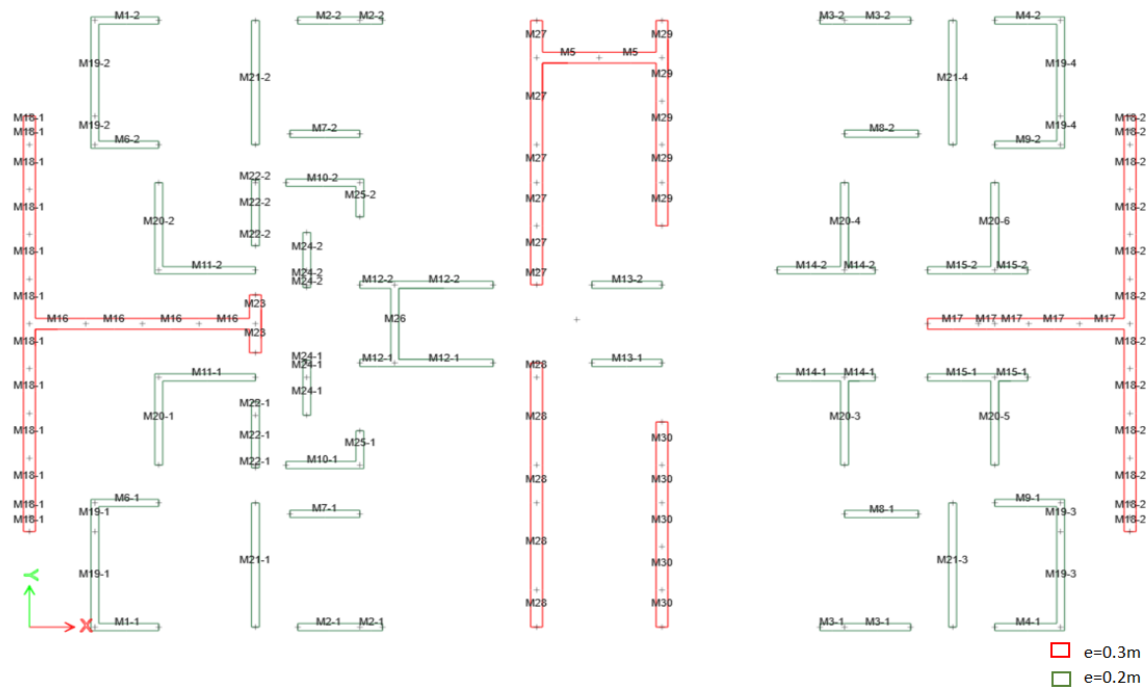 M1-2
M2-2 M2-2
M3-2 M3-2
M4-2
M27
M29
M5 M5
M19-2
M21-2
M21-4
M19-4
M29
M27
M18-1
M29
M18-2
M18-1
M19-2
M7-2
M8-2
M19-4
M18-2
M6-2
M9-2
M18-1
M27
M29
M18-2
M22-2
M10-2
M25-2
M18-1
M22-2
M27
M29
M18-2
M20-2
M20-4
M20-6
M22-2
M24-2
M27
M18-1
M18-2
M11-2
M24-2
M27
M14-2 M14-2
M15-2 M15-2
M24-2
M12-2 M12-2
M13-2
M18-1
M23
M18-2
M16 M16 M16 M16
M26
M17 M17 M17 M17 M17
M23
M18-1
M18-2
M24-1
M12-1 M12-1
M28
M13-1
M24-1
M11-1
M14-1 M14-1
M15-1 M15-1
M18-1
M24-1
M18-2
M22-1
M20-1
M28
M20-3
M20-5
M18-1
M22-1
M25-1
M30
M18-2
M22-1
M10-1
M18-1
M28
M30
M18-2
M6-1
M9-1
M18-1
M19-1
M7-1
M8-1
M19-3
M18-2
M18-1
M30
M18-2
M28
M21-1
M21-3
M19-1
M30
M19-3
M28
M30
Y
X
M1-1
M2-1 M2-1
M3-1 M3-1
M4-1
e=0.3m
e=0.2m